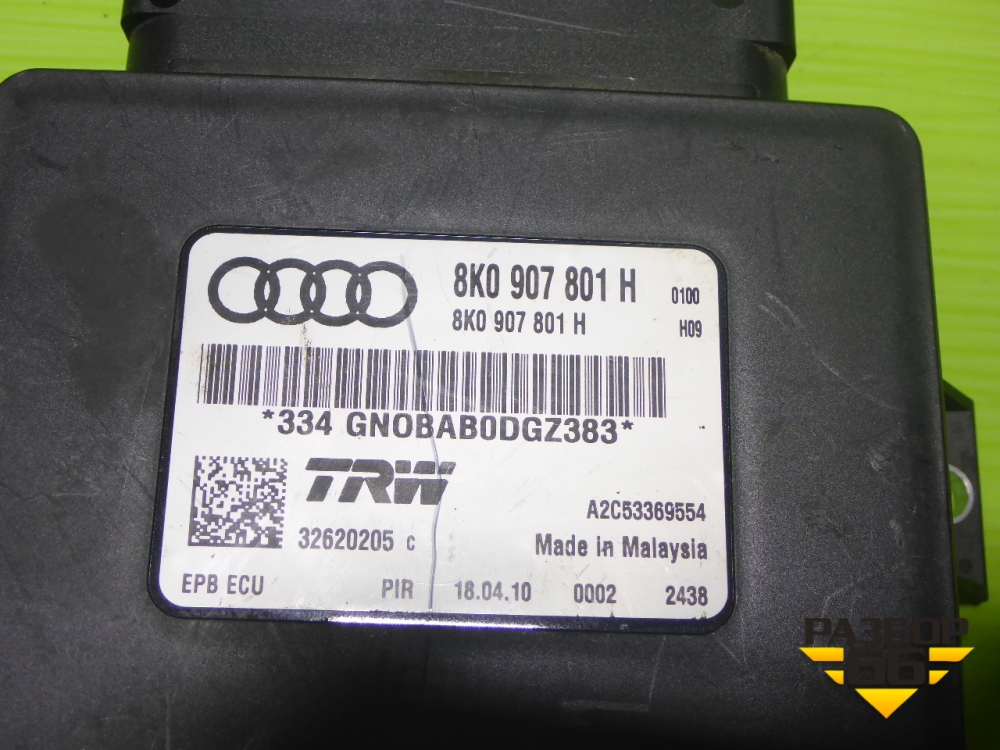 8K0 907 801 H 0100
8K0 907 801 H H09
*334 GN0BAB0DGZ383*
TRW
A2C53369554
32620205 c Made in Malaysia
EPB ECU PIR 18.04.10 0002 2438
РАЗБОР
66